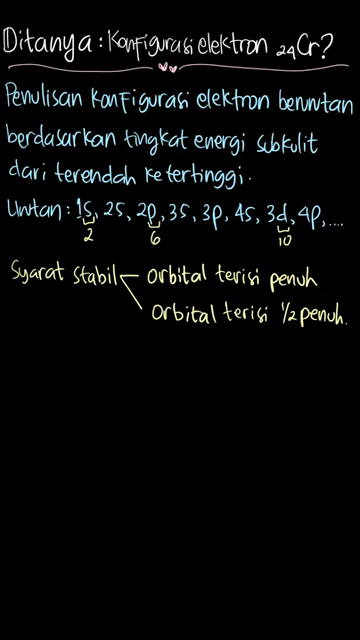 Ditanya : Konfigurasi elektron ₂₄Cr?
Penulisan konfigurasi elektron berurutan
berdasarkan tingkat energi subkulit
dari terendah ke tertinggi.
Urutan : 1s, 2s, 2p, 3s, 3p, 4s, 3d, 4p, ....
2 6 10
Syarat stabil orbital terisi penuh
Orbital terisi 1/2 penuh.